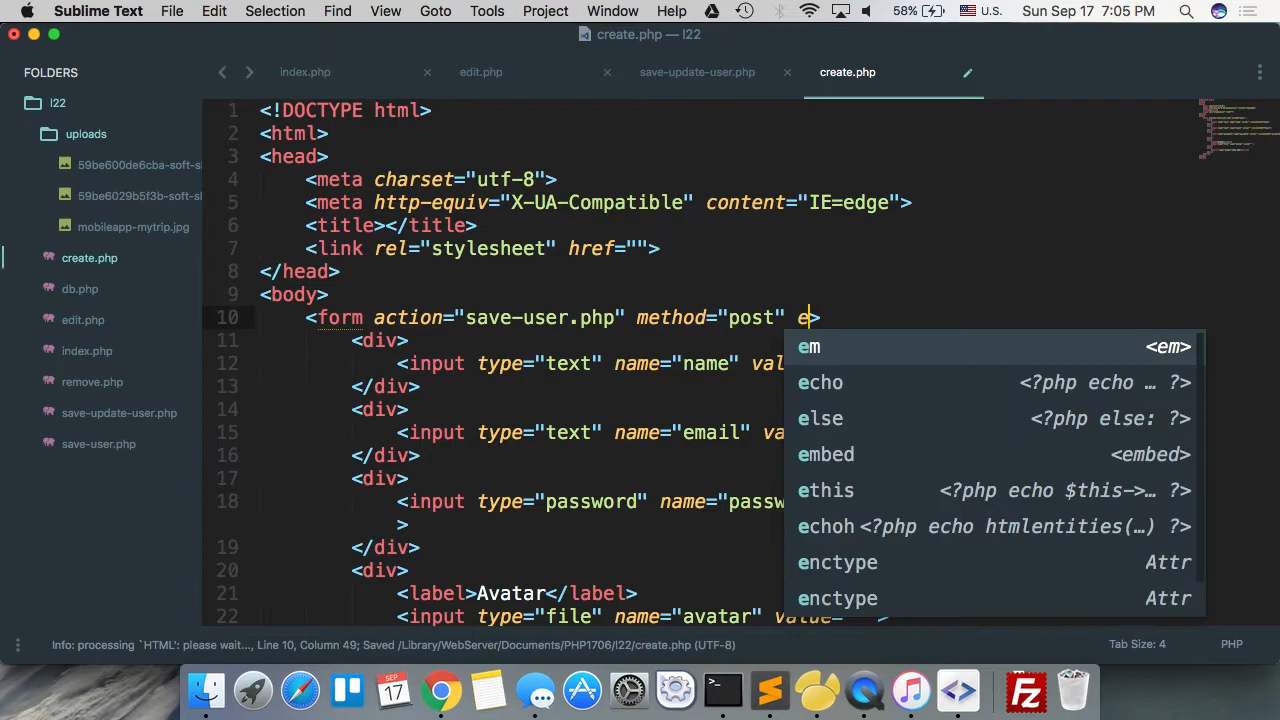 Sublime Text File Edit Selection Find View Goto Tools Project Window Help 58% U.S. Sun Sep 17 7:05 PM
create.php — l22
FOLDERS
l22
uploads
59be600de6cba-soft-s
59be6029b5f3b-soft-s
mobileapp-mytrip.jpg
create.php
db.php
edit.php
index.php
remove.php
save-update-user.php
save-user.php
index.php × edit.php × save-update-user.php × create.php
1 <!DOCTYPE html>
2 <html>
3 <head>
4 <meta charset="utf-8">
5 <meta http-equiv="X-UA-Compatible" content="IE=edge">
6 <title></title>
7 <link rel="stylesheet" href="">
8 </head>
9 <body>
10 <form action="save-user.php" method="post" e>
11 <div>
12 <input type="text" name="name" val
13 </div>
14 <div>
15 <input type="text" name="email" va
16 </div>
17 <div>
18 <input type="password" name="passw
>
19 </div>
20 <div>
21 <label>Avatar</label>
22 <input type="file" name="avatar" value="" >
em <em>
echo <?php echo … ?>
else <?php else: ?>
embed <embed>
ethis <?php echo $this->… ?>
echoh <?php echo htmlentities(…) ?>
enctype Attr
enctype Attr
Info: processing `HTML': please wait..., Line 10, Column 49; Saved /Library/WebServer/Documents/PHP1706/l22/create.php (UTF-8) Tab Size: 4 PHP
SEP
17
Fz